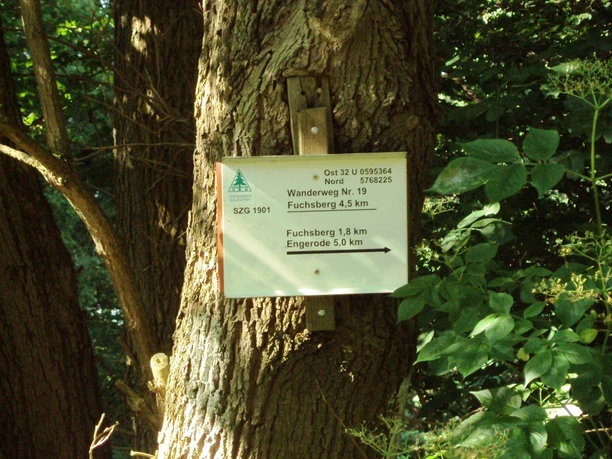 Ost 32 U 0595364
Nord 5768225
Wanderweg Nr. 19
Fuchsberg 4,5 km
SZG 1901
Fuchsberg 1,8 km
Engerode 5,0 km